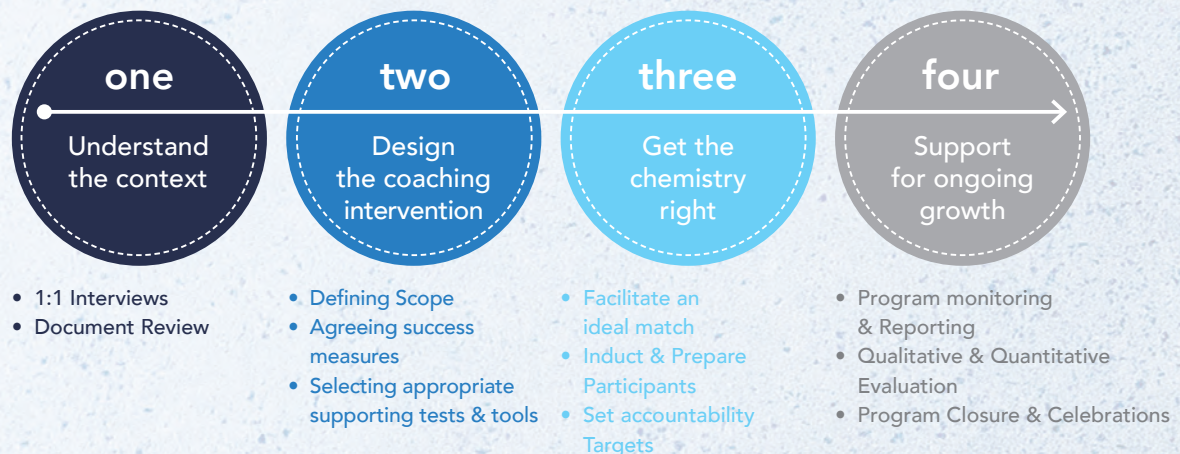 one
Understand
the context
• 1:1 Interviews
• Document Review
two
Design
the coaching
intervention
• Defining Scope
• Agreeing success
measures
• Selecting appropriate
supporting tests & tools
three
Get the
chemistry
right
• Facilitate an
ideal match
• Induct & Prepare
Participants
• Set accountability
Targets
four
Support
for ongoing
growth
• Program monitoring
& Reporting
• Qualitative & Quantitative
Evaluation
• Program Closure & Celebrations